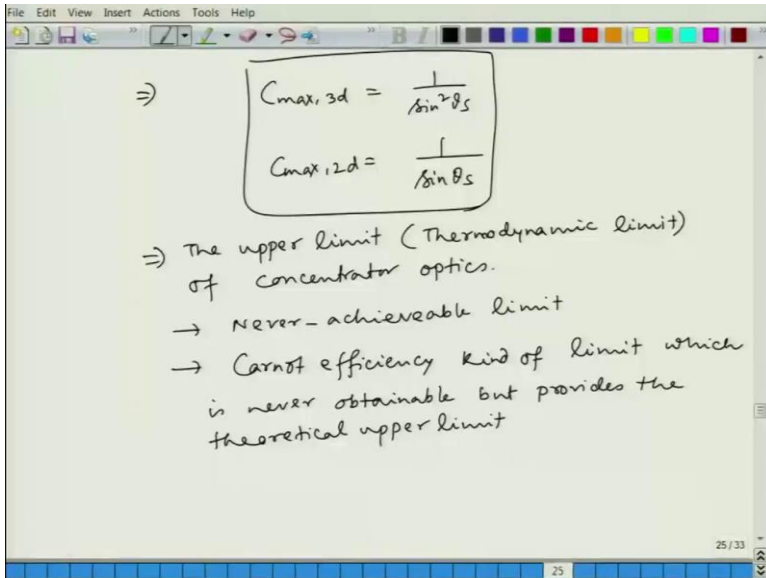 File Edit View Insert Actions Tools Help
B I
⇒ Cmax, 3d = 1/sin²θs
Cmax, 2d = 1/sin θs
⇒ The upper limit (Thermodynamic limit)
of concentrator optics.
→ Never-achieveable limit
→ Carnot efficiency kind of limit which
is never obtainable but provides the
theoretical upper limit
25/33
25